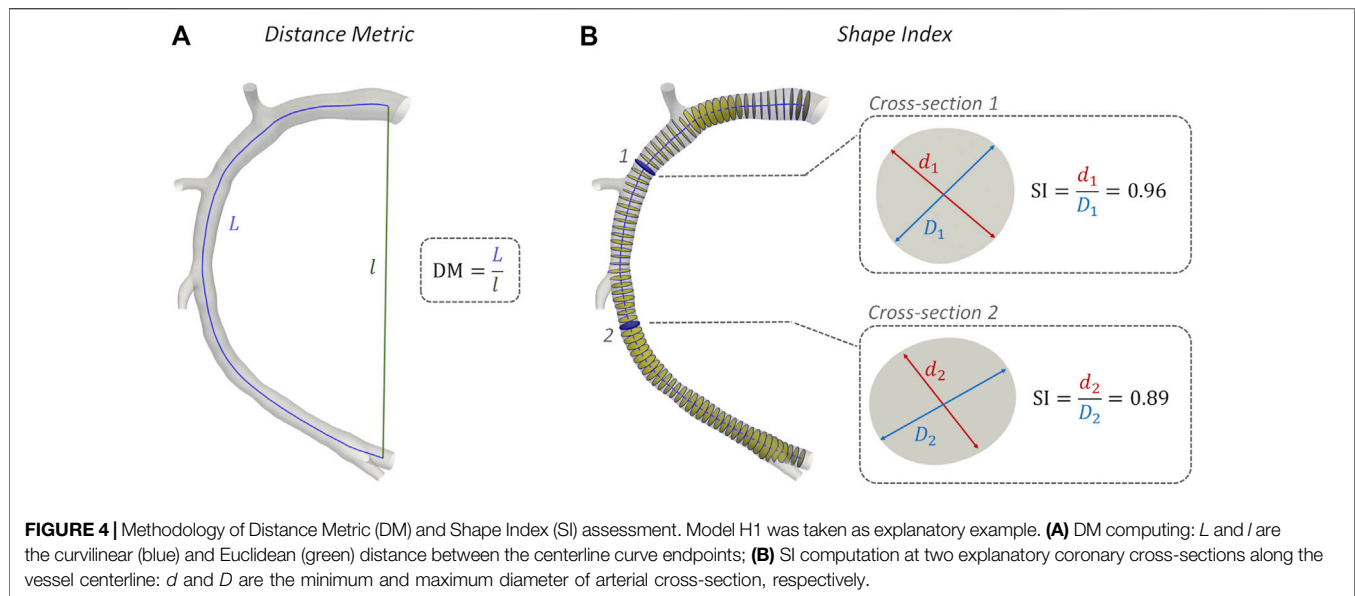 A
Distance Metric
L
l
DM = L/l
B
Shape Index
1
2
Cross-section 1
d₁
D₁
SI = d₁/D₁ = 0.96
Cross-section 2
d₂
D₂
SI = d₂/D₂ = 0.89
FIGURE 4 | Methodology of Distance Metric (DM) and Shape Index (SI) assessment. Model H1 was taken as explanatory example. (A) DM computing: L and l are
the curvilinear (blue) and Euclidean (green) distance between the centerline curve endpoints; (B) SI computation at two explanatory coronary cross-sections along the
vessel centerline: d and D are the minimum and maximum diameter of arterial cross-section, respectively.